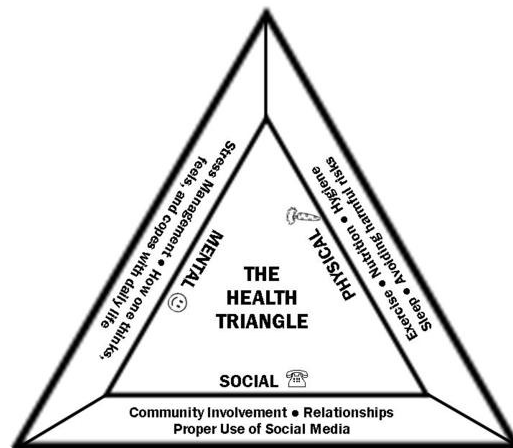 Stress Management ● How one thinks,
feels, and copes with daily life
MENTAL
Exercise ● Nutrition ● Hygiene
Sleep ● Avoiding harmful risks
PHYSICAL
THE
HEALTH
TRIANGLE
SOCIAL
Community Involvement ● Relationships
Proper Use of Social Media